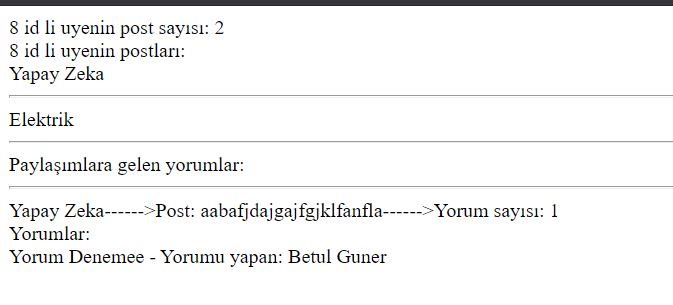 8 id li uyenin post sayısı: 2
8 id li uyenin postları:
Yapay Zeka
Elektrik
Paylaşımlara gelen yorumlar:
Yapay Zeka------>Post: aabafjdajgajfgjklfanfla------>Yorum sayısı: 1
Yorumlar:
Yorum Denemee - Yorumu yapan: Betul Guner